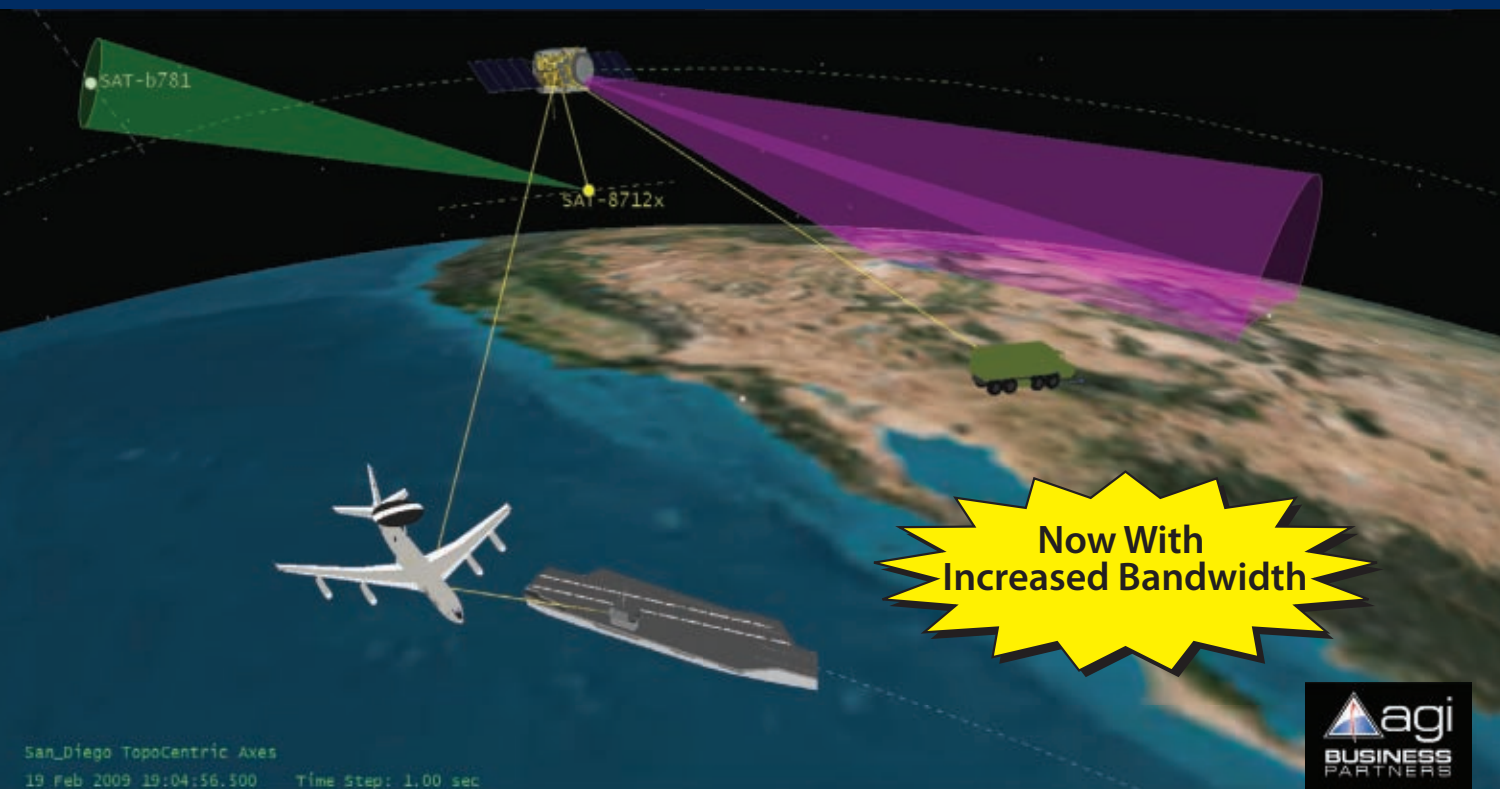 SAT-b781
SAT-8712x
Now With
Increased Bandwidth
San_Diego TopoCentric Axes
19 Feb 2009 19:04:56.500 Time Step: 1.00 sec
agi
BUSINESS
PARTNERS